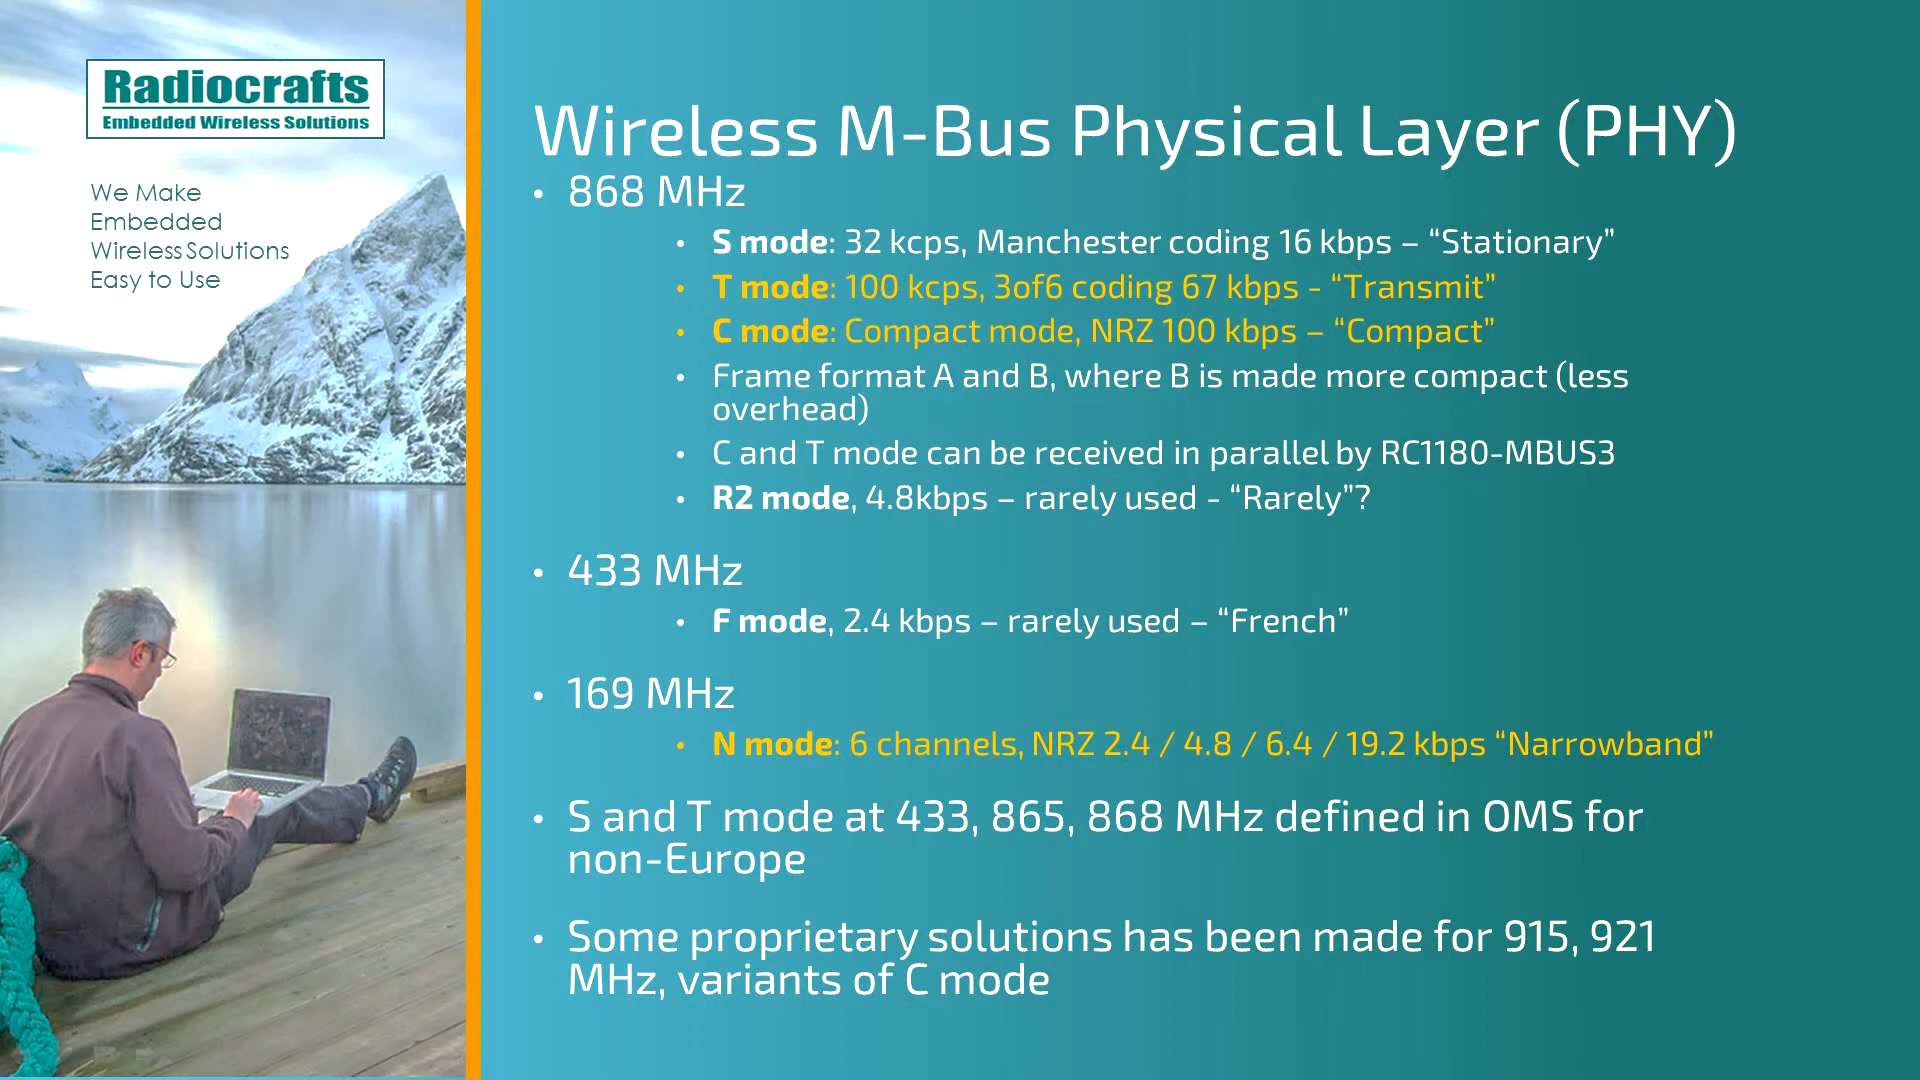 Radiocrafts
Embedded Wireless Solutions
We Make
Embedded
Wireless Solutions
Easy to Use
Wireless M-Bus Physical Layer (PHY)
• 868 MHz
• S mode: 32 kcps, Manchester coding 16 kbps – “Stationary”
• T mode: 100 kcps, 3of6 coding 67 kbps - “Transmit”
• C mode: Compact mode, NRZ 100 kbps – “Compact”
• Frame format A and B, where B is made more compact (less
overhead)
• C and T mode can be received in parallel by RC1180-MBUS3
• R2 mode, 4.8kbps – rarely used - “Rarely”?
• 433 MHz
• F mode, 2.4 kbps – rarely used – “French”
• 169 MHz
• N mode: 6 channels, NRZ 2.4 / 4.8 / 6.4 / 19.2 kbps “Narrowband”
• S and T mode at 433, 865, 868 MHz defined in OMS for
non-Europe
• Some proprietary solutions has been made for 915, 921
MHz, variants of C mode